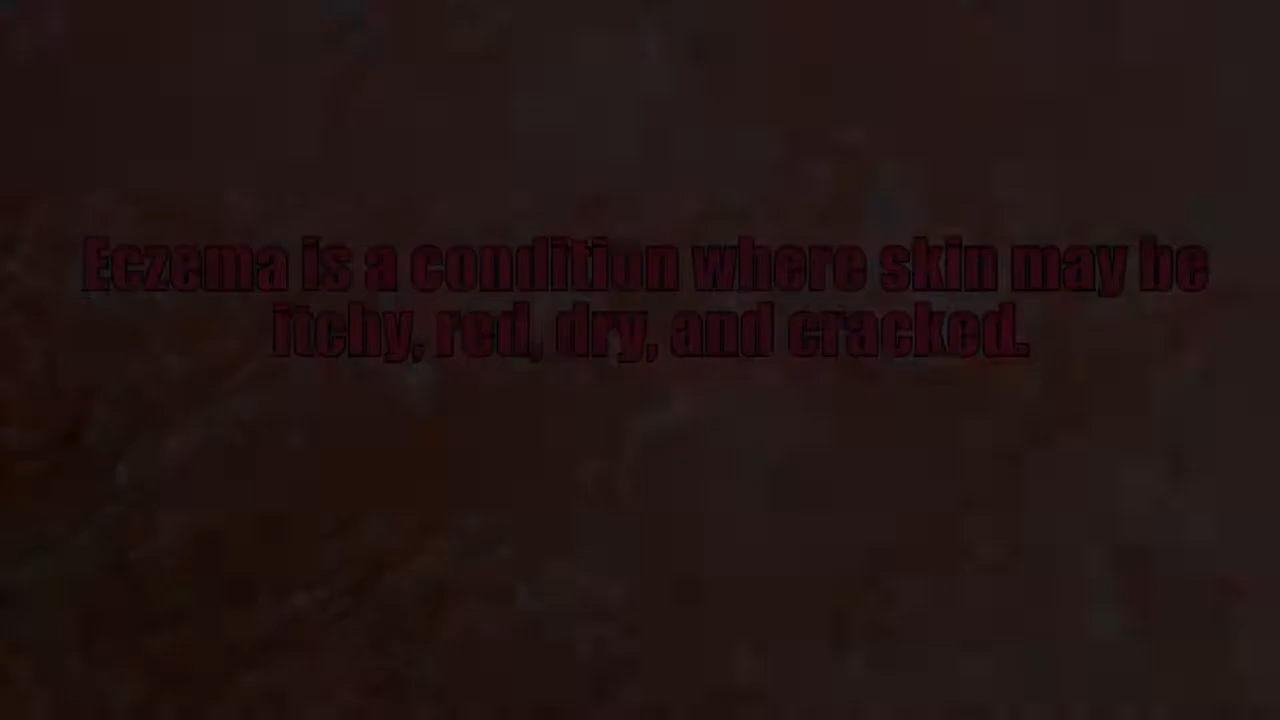 Eczema is a condition where skin may be
itchy, red, dry, and cracked.